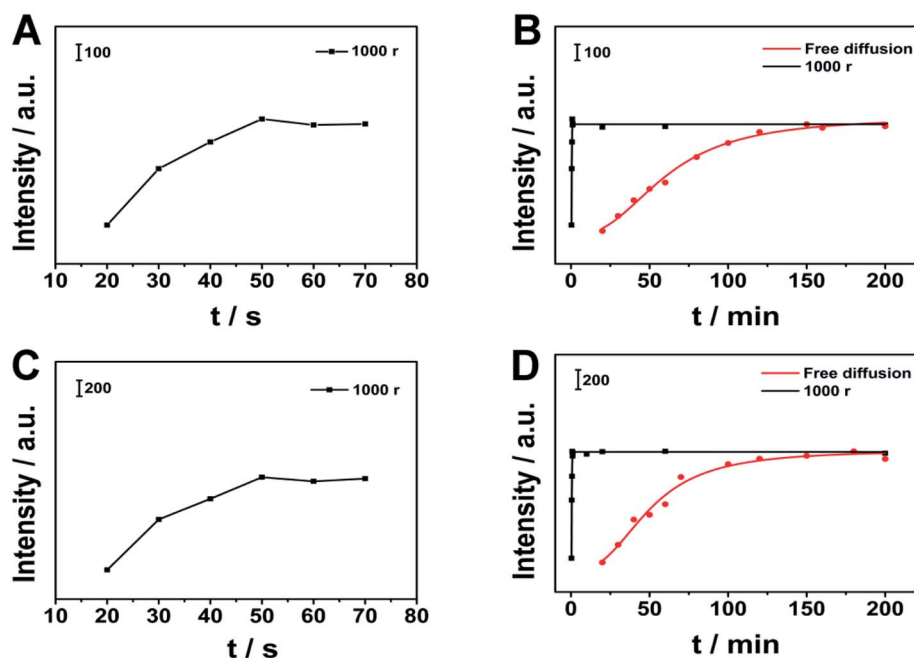 A
100
1000 r
Intensity / a.u.
10 20 30 40 50 60 70 80
t / s
B
100
Free diffusion
1000 r
Intensity / a.u.
0 50 100 150 200
t / min
C
200
1000 r
Intensity / a.u.
10 20 30 40 50 60 70 80
t / s
D
200
Free diffusion
1000 r
Intensity / a.u.
0 50 100 150 200
t / min